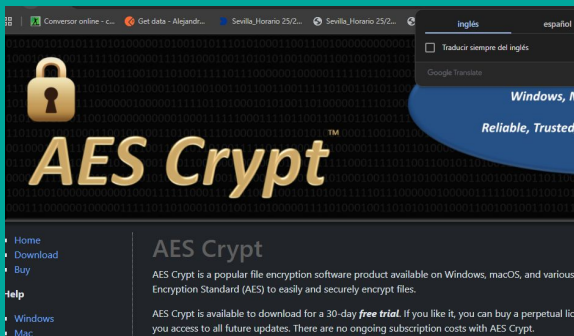 Conversor online - c...
Get data - Alejandr...
Sevilla_Horario 25/2...
Sevilla_Horario 25/2...
inglés
español
Traducir siempre del inglés
Google Translate
Windows, M
Reliable, Trusted
AES Crypt™
Home
Download
Buy
Help
Windows
Mac
AES Crypt
AES Crypt is a popular file encryption software product available on Windows, macOS, and various
Encryption Standard (AES) to easily and securely encrypt files.
AES Crypt is available to download for a 30-day free trial. If you like it, you can buy a perpetual lic
you access to all future updates. There are no ongoing subscription costs with AES Crypt.